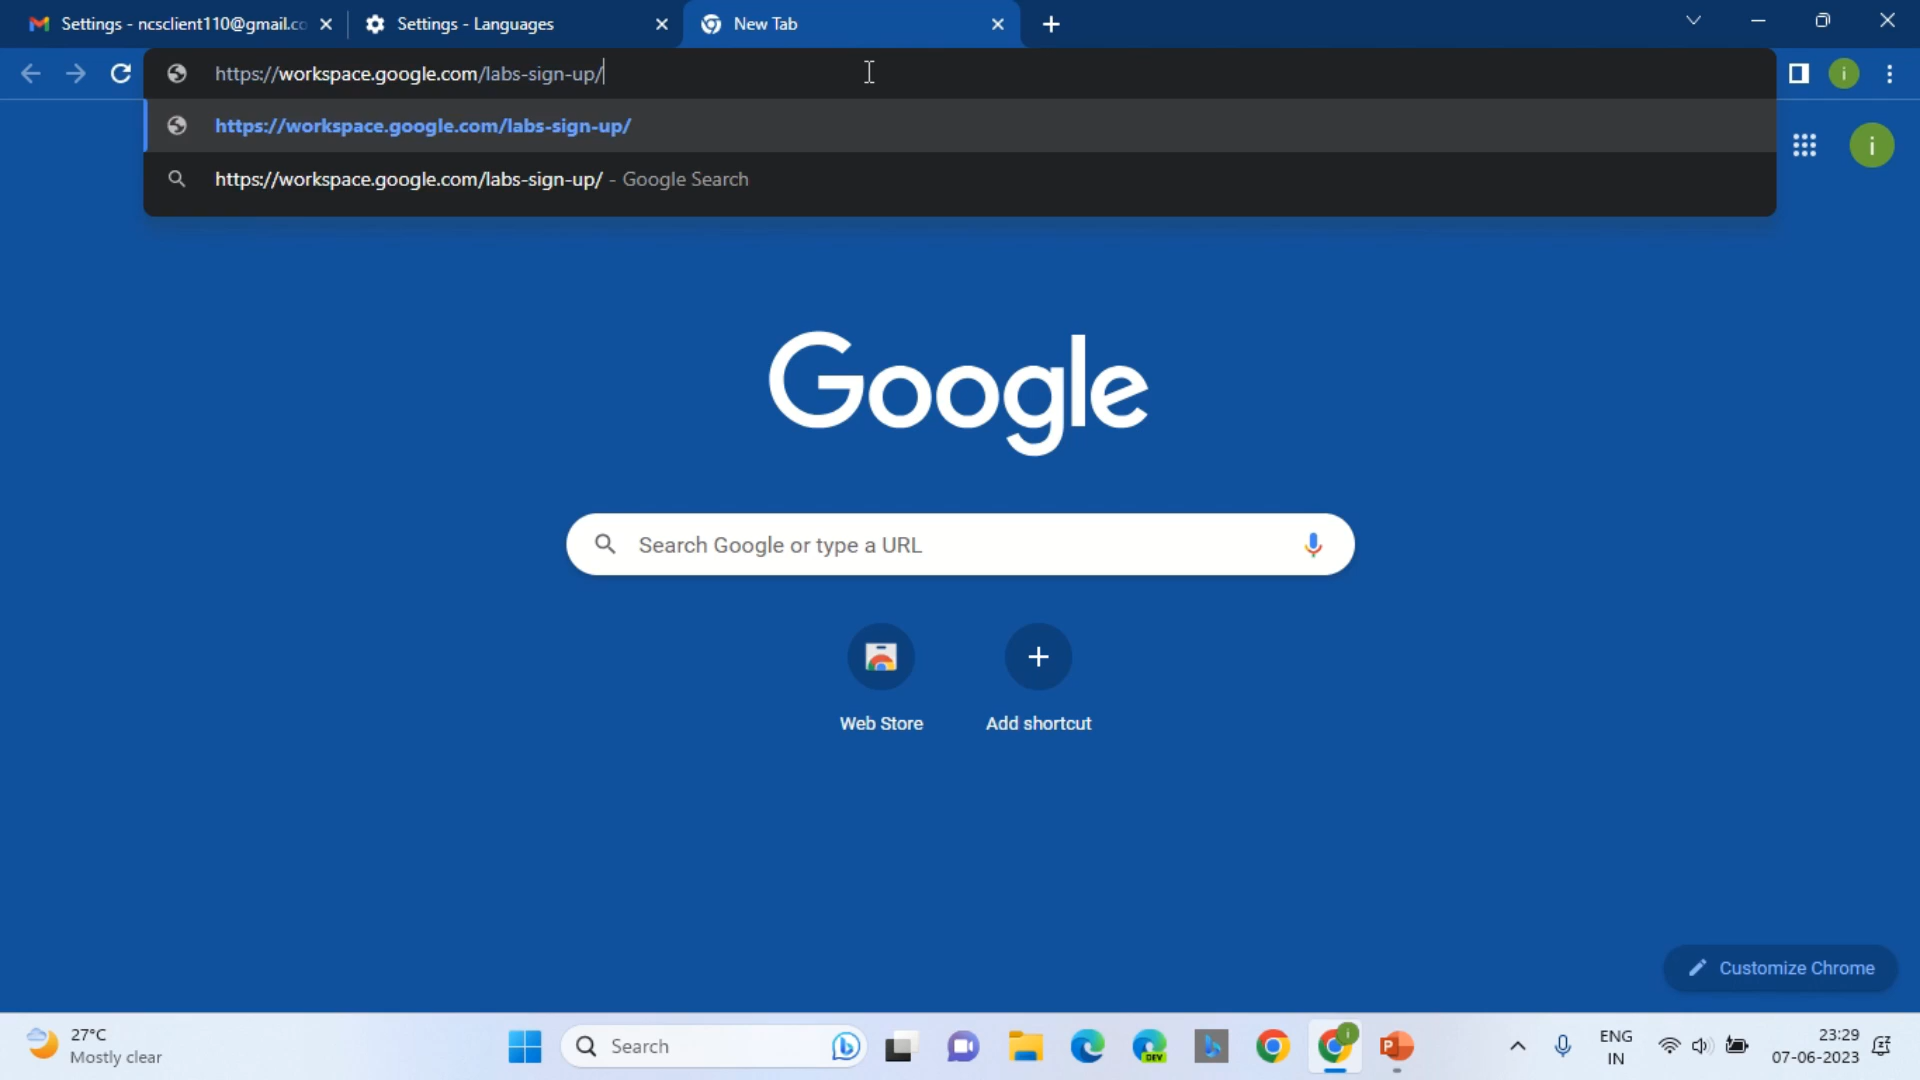 Settings - ncsclient110@gmail.co
Settings - Languages
New Tab
https://workspace.google.com/labs-sign-up/
i
https://workspace.google.com/labs-sign-up/
https://workspace.google.com/labs-sign-up/ - Google Search
i
Google
Search Google or type a URL
Web Store
Add shortcut
Customize Chrome
27°C
Mostly clear
Search
DEV
i
P
ENG
IN
23:29
07-06-2023